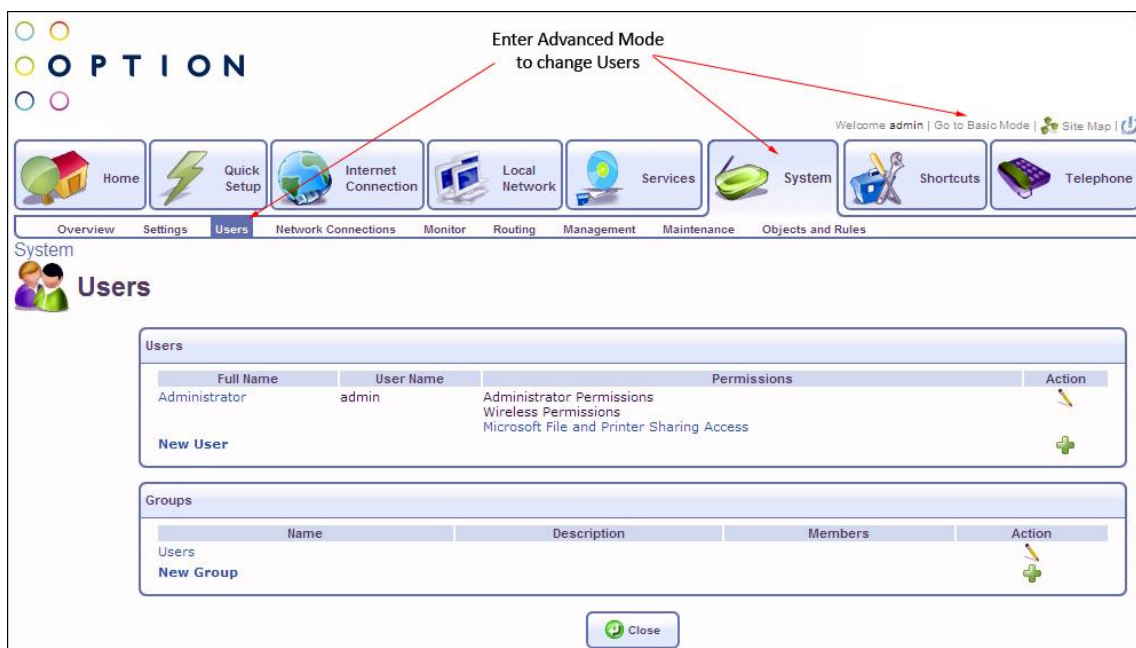 OPTION
Enter Advanced Mode
to change Users
Welcome admin | Go to Basic Mode | Site Map |
Home
Quick Setup
Internet Connection
Local Network
Services
System
Shortcuts
Telephone
Overview Settings Users Network Connections Monitor Routing Management Maintenance Objects and Rules
System
Users
Users
Full Name User Name Permissions Action
Administrator admin Administrator Permissions
Wireless Permissions
Microsoft File and Printer Sharing Access
New User
Groups
Name Description Members Action
Users
New Group
Close